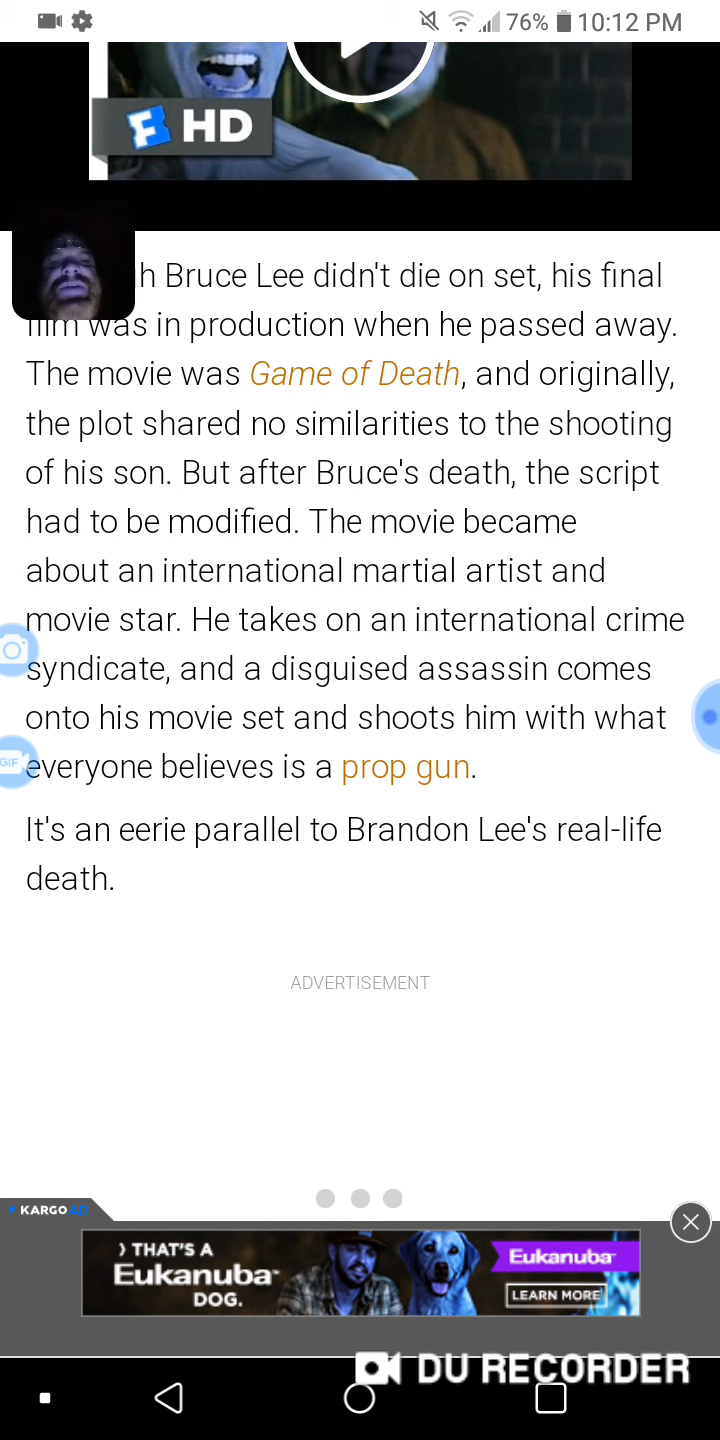 76% 10:12 PM
F HD
h Bruce Lee didn't die on set, his final
film was in production when he passed away.
The movie was Game of Death, and originally,
the plot shared no similarities to the shooting
of his son. But after Bruce's death, the script
had to be modified. The movie became
about an international martial artist and
movie star. He takes on an international crime
syndicate, and a disguised assassin comes
onto his movie set and shoots him with what
GIF
everyone believes is a prop gun.
It's an eerie parallel to Brandon Lee's real-life
death.
ADVERTISEMENT
KARGO AD
THAT'S A
Eukanuba™
DOG.
Eukanuba™
LEARN MORE
DU RECORDER